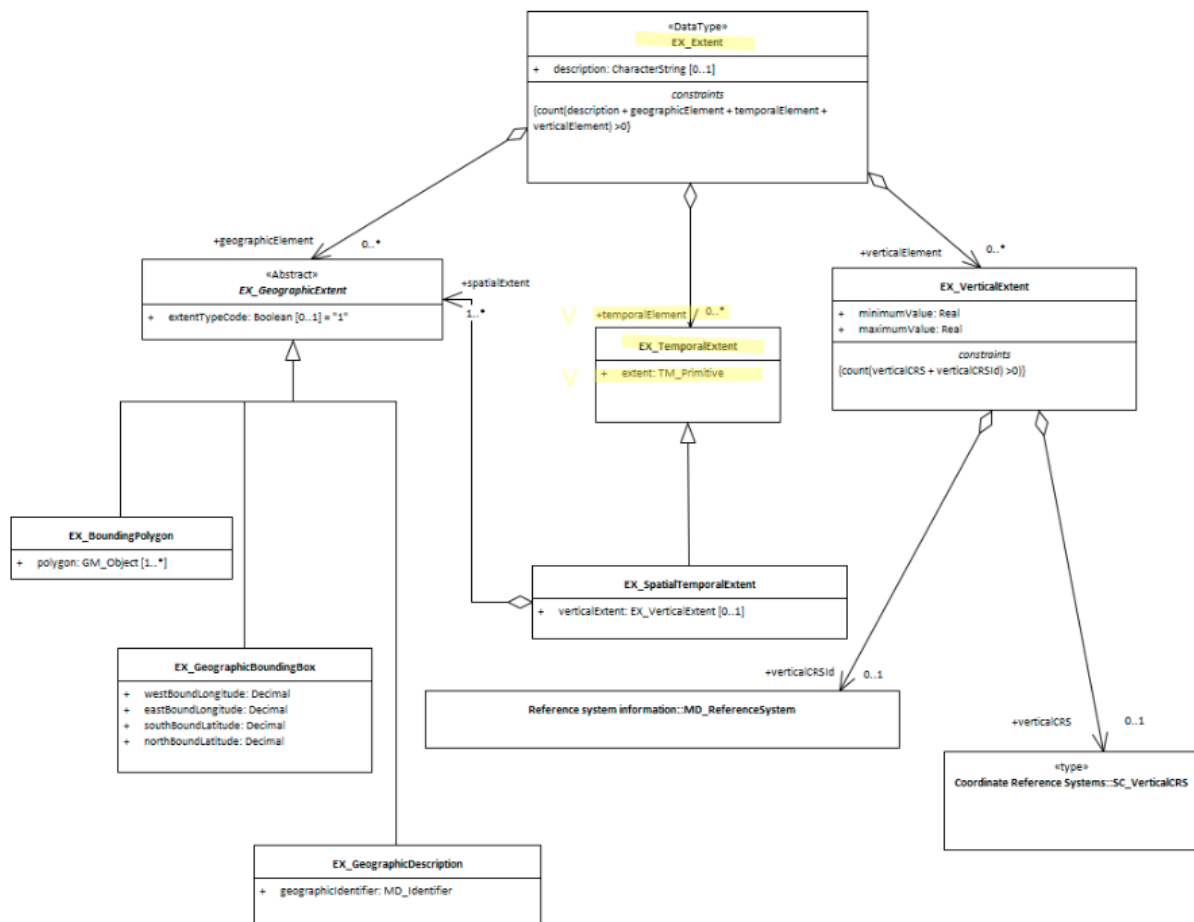 «DataType»
EX_Extent
+ description: CharacterString [0..1]
constraints
{count(description + geographicElement + temporalElement +
verticalElement) >0}
+geographicElement
0..*
«Abstract»
EX_GeographicExtent
+ extentTypeCode: Boolean [0..1] = "1"
+spatialExtent
1..*
V +temporalElement 0..*
EX_TemporalExtent
V + extent: TM_Primitive
+verticalElement
0..*
EX_VerticalExtent
+ minimumValue: Real
+ maximumValue: Real
constraints
{count(verticalCRS + verticalCRSId) >0)}
EX_BoundingPolygon
+ polygon: GM_Object [1..*]
EX_SpatialTemporalExtent
+ verticalExtent: EX_VerticalExtent [0..1]
EX_GeographicBoundingBox
+ westBoundLongitude: Decimal
+ eastBoundLongitude: Decimal
+ southBoundLatitude: Decimal
+ northBoundLatitude: Decimal
+verticalCRSId 0..1
Reference system information::MD_ReferenceSystem
+verticalCRS 0..1
«type»
Coordinate Reference Systems::SC_VerticalCRS
EX_GeographicDescription
+ geographicIdentifier: MD_Identifier